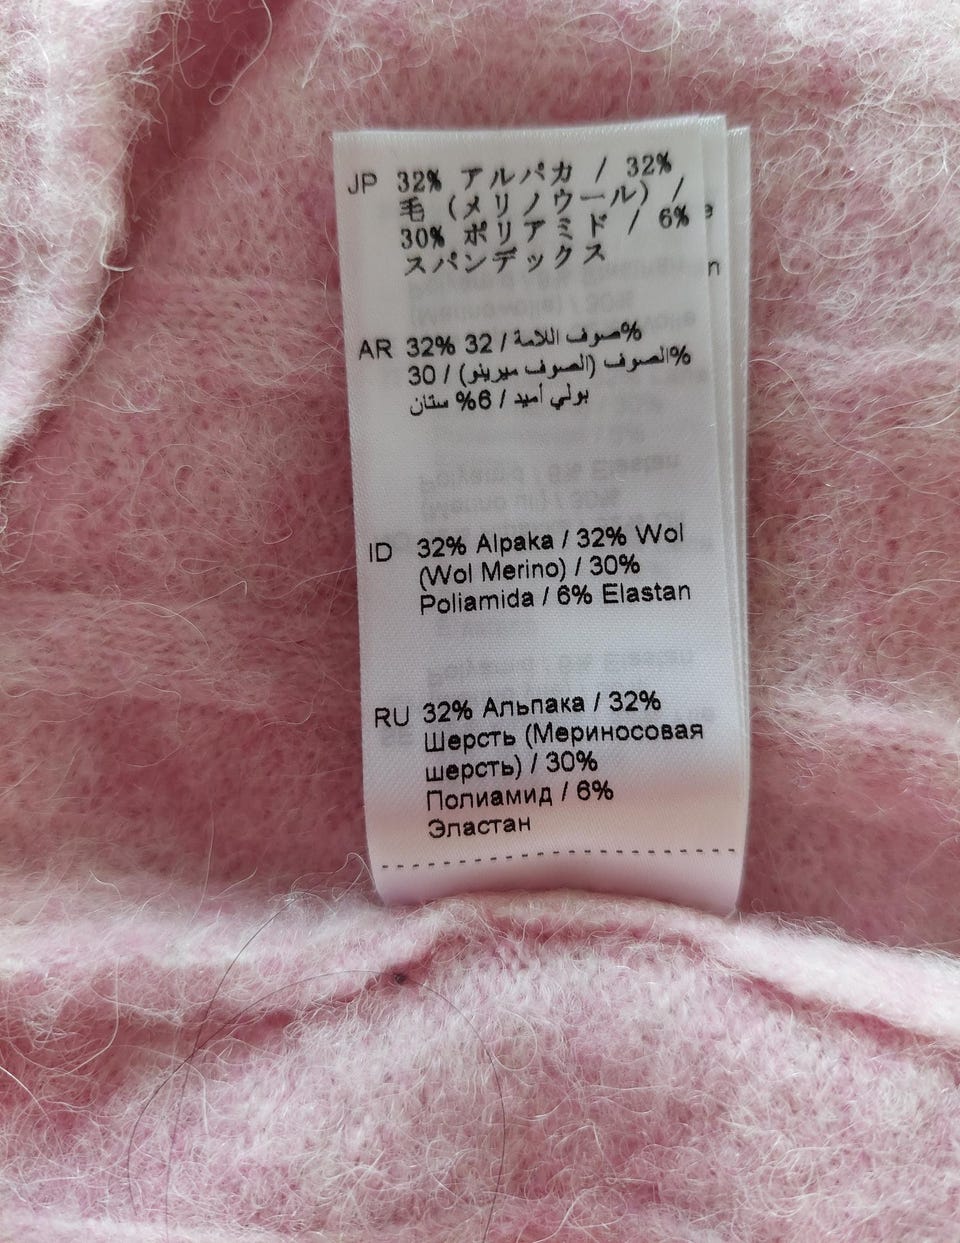 JP 32% アルパカ / 32%
毛 (メリノウール) /
30% ポリアミド / 6%
スパンデックス
AR 32% صوف اللامة / 32%
الصوف (الصوف ميرينو) / 30%
بولي أميد / 6% ستان
ID 32% Alpaka / 32% Wol
(Wol Merino) / 30%
Poliamida / 6% Elastan
RU 32% Альпака / 32%
Шерсть (Мериносовая
шерсть) / 30%
Полиамид / 6%
Эластан